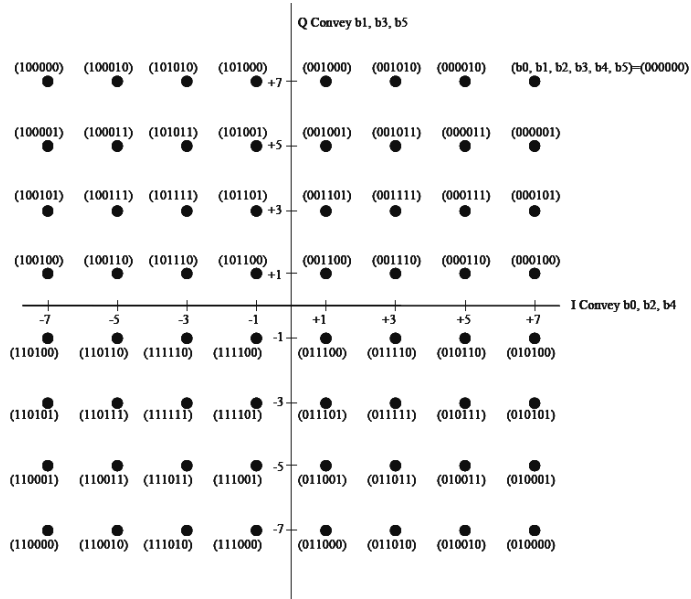 Q Convey b1, b3, b5
(100000) (100010) (101010) (101000) (001000) (001010) (000010) (b0, b1, b2, b3, b4, b5)=(000000)
+7
(100001) (100011) (101011) (101001) (001001) (001011) (000011) (000001)
+5
(100101) (100111) (101111) (101101) (001101) (001111) (000111) (000101)
+3
(100100) (100110) (101110) (101100) (001100) (001110) (000110) (000100)
+1
I Convey b0, b2, b4
-7 -5 -3 -1 +1 +3 +5 +7
-1
(110100) (110110) (111110) (111100) (011100) (011110) (010110) (010100)
-3
(110101) (110111) (111111) (111101) (011101) (011111) (010111) (010101)
-5
(110001) (110011) (111011) (111001) (011001) (011011) (010011) (010001)
-7
(110000) (110010) (111010) (111000) (011000) (011010) (010010) (010000)